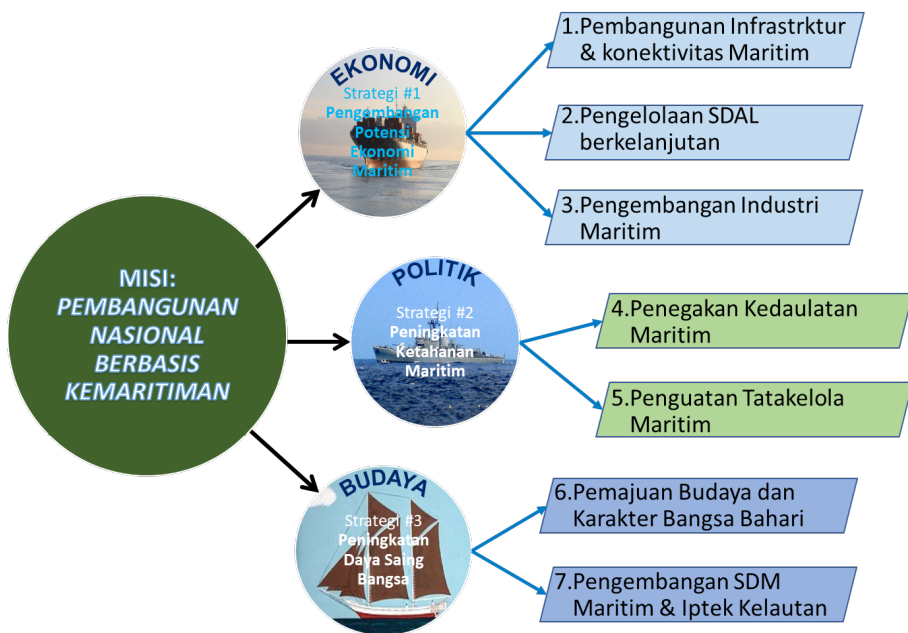 MISI:
PEMBANGUNAN
NASIONAL
BERBASIS
KEMARITIMAN
EKONOMI
Strategi #1
Pengembangan
Potensi
Ekonomi
Maritim
1.Pembangunan Infrastrktur
& konektivitas Maritim
2.Pengelolaan SDAL
berkelanjutan
3.Pengembangan Industri
Maritim
POLITIK
Strategi #2
Peningkatan
Ketahanan
Maritim
4.Penegakan Kedaulatan
Maritim
5.Penguatan Tatakelola
Maritim
BUDAYA
Strategi #3
Peningkatan
Daya Saing
Bangsa
6.Pemajuan Budaya dan
Karakter Bangsa Bahari
7.Pengembangan SDM
Maritim & Iptek Kelautan